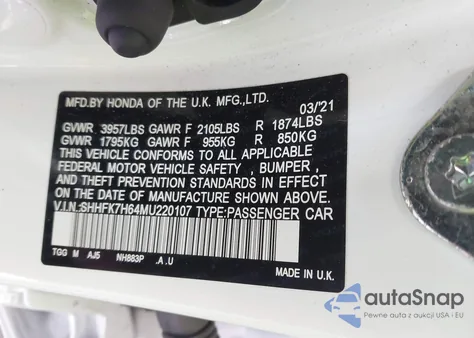 MFD.BY HONDA OF THE U.K. MFG.,LTD. 03/'21
GVWR 3957LBS GAWR F 2105LBS R 1874LBS
GVWR 1795KG GAWR F 955KG R 850KG
THIS VEHICLE CONFORMS TO ALL APPLICABLE
FEDERAL MOTOR VEHICLE SAFETY , BUMPER ,
AND THEFT PREVENTION STANDARDS IN EFFECT
ON THE DATE OF MANUFACTURE SHOWN ABOVE.
V.I.N.:SHHFK7H64MU220107 TYPE:PASSENGER CAR
TGG M AJ5 NH883P .A .U
MADE IN U.K.
autoSnap
Pewne auta z USA i EU